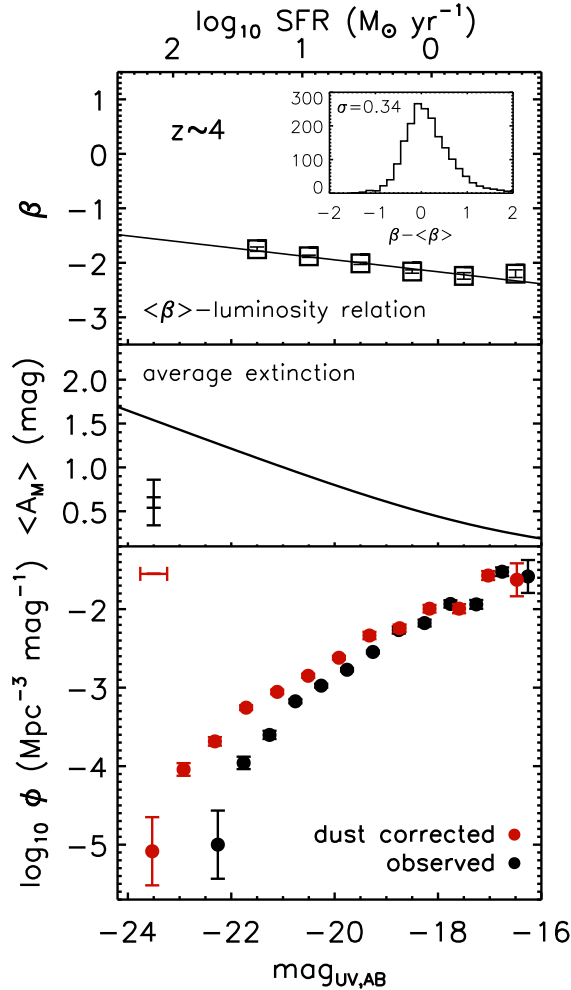 log₁₀ SFR (M⊙ yr⁻¹)
2 1 0
1
0
−1
−2
−3
β
z~4
300
200
100
0
σ=0.34
−2 −1 0 1 2
β−<β>
<β>−luminosity relation
2.0
1.5
1.0
0.5
<A_M> (mag)
average extinction
−2
−3
−4
−5
log₁₀ ϕ (Mpc⁻³ mag⁻¹)
dust corrected
observed
−24 −22 −20 −18 −16
mag_UV,AB